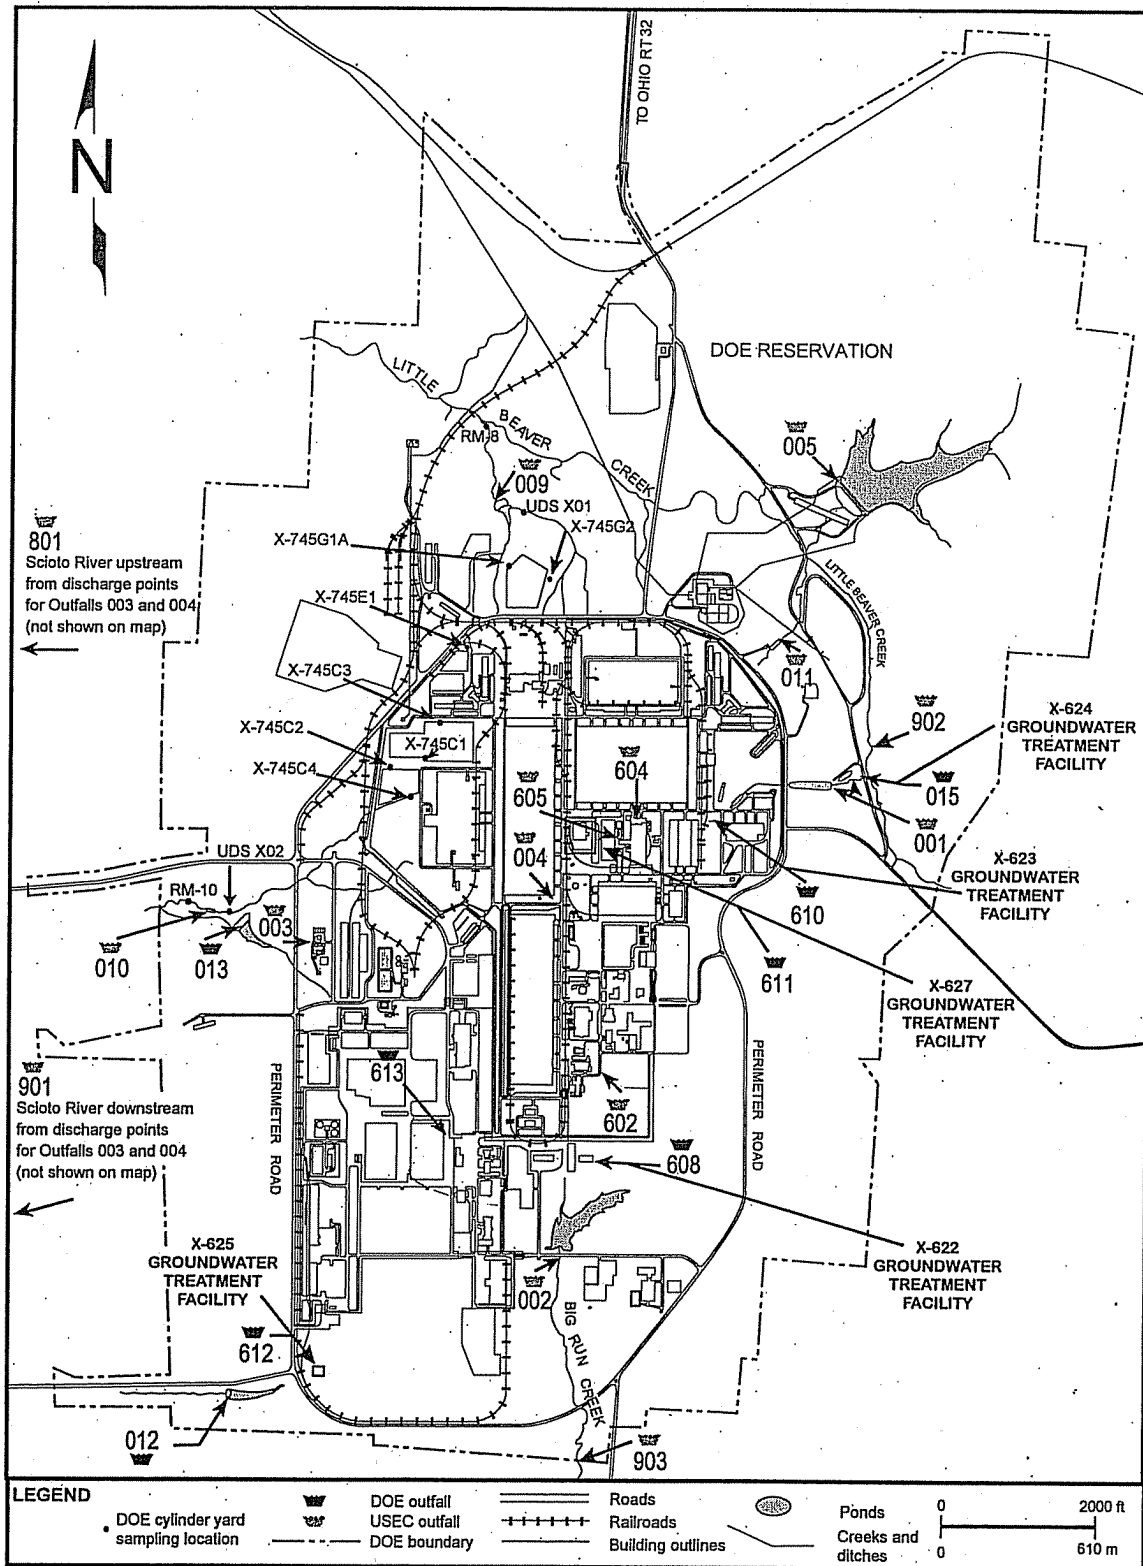 TO OHIO RT32
N
DOE RESERVATION
LITTLE
BEAVER
CREEK
RM-8
009
UDS X01
X-745G2
X-745G1A
005
801
Scioto River upstream
from discharge points
for Outfalls 003 and 004
(not shown on map)
X-745E1
X-745C3
X-745C2
X-745C1
X-745C4
LITTLE BEAVER CREEK
011
902
X-624
GROUNDWATER
TREATMENT
FACILITY
015
001
604
605
004
X-623
GROUNDWATER
TREATMENT
FACILITY
610
611
UDS X02
RM-10
003
010
013
X-627
GROUNDWATER
TREATMENT
FACILITY
901
Scioto River downstream
from discharge points
for Outfalls 003 and 004
(not shown on map)
PERIMETER ROAD
613
602
PERIMETER ROAD
608
X-625
GROUNDWATER
TREATMENT
FACILITY
X-622
GROUNDWATER
TREATMENT
FACILITY
002
BIG RUN CREEK
612
012
903
LEGEND
DOE cylinder yard
sampling location
DOE outfall
USEC outfall
DOE boundary
Roads
Railroads
Building outlines
Ponds
Creeks and
ditches
0 2000 ft
0 610 m